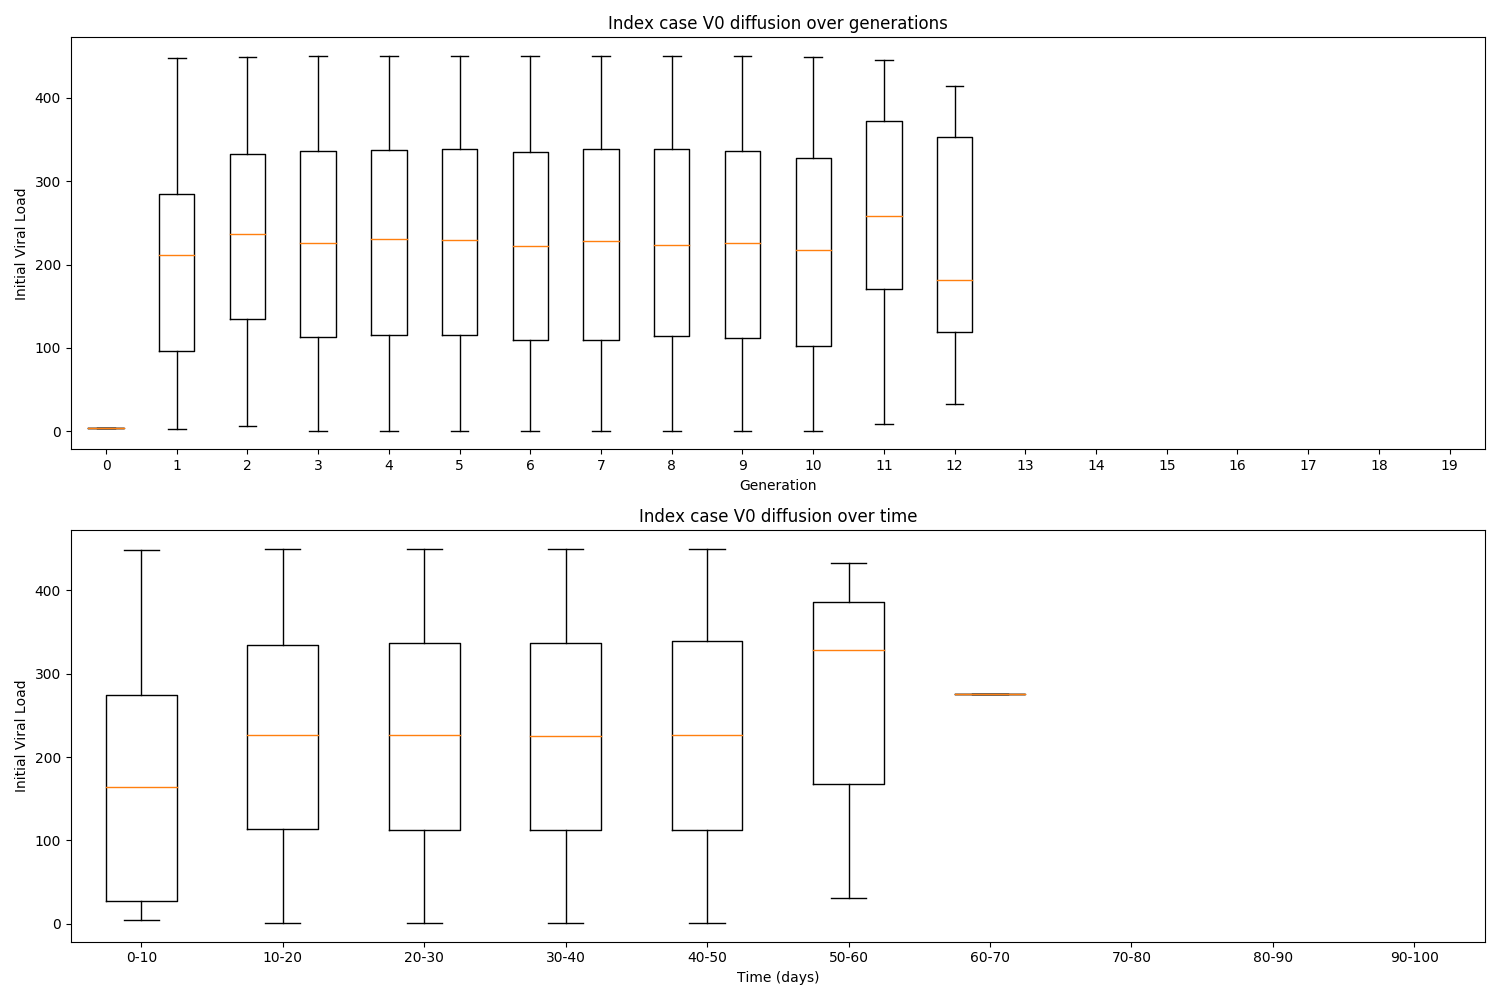 Index case V0 diffusion over generations
Initial Viral Load
400
300
200
100
0
0 1 2 3 4 5 6 7 8 9 10 11 12 13 14 15 16 17 18 19
Generation
Index case V0 diffusion over time
Initial Viral Load
400
300
200
100
0
0-10 10-20 20-30 30-40 40-50 50-60 60-70 70-80 80-90 90-100
Time (days)